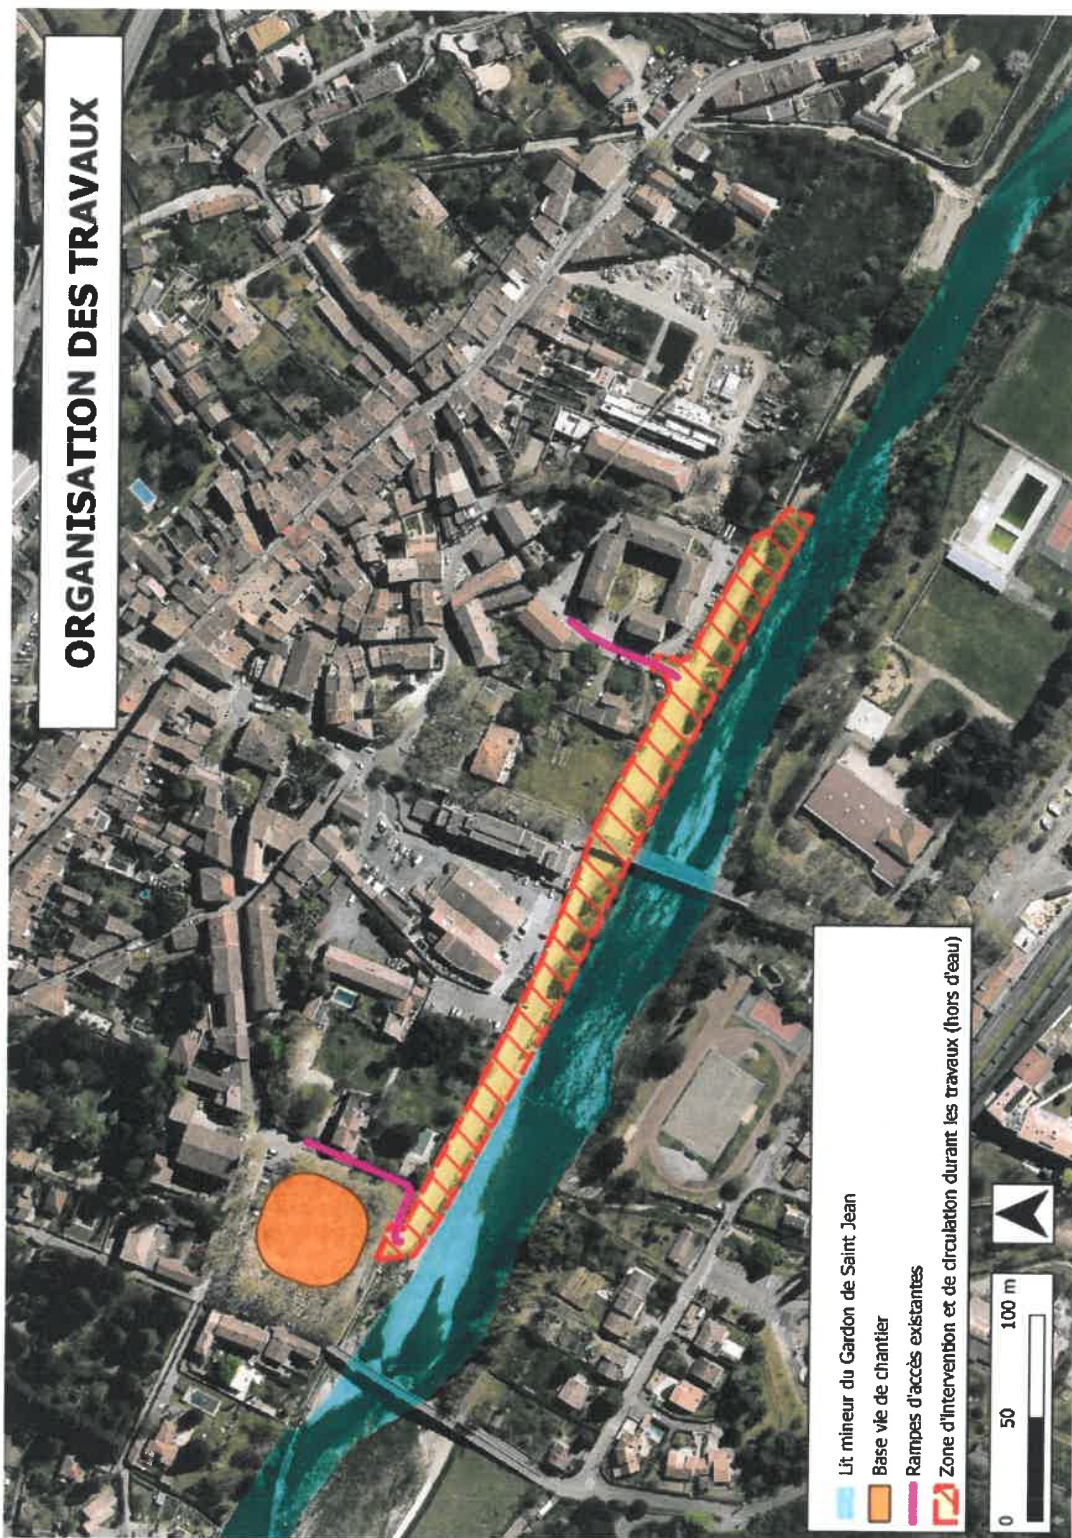 ORGANISATION DES TRAVAUX
Lit mineur du Gardon de Saint Jean
Base vie de chantier
Rampes d'accès existantes
Zone d'intervention et de circulation durant les travaux (hors d'eau)
0 50 100 m